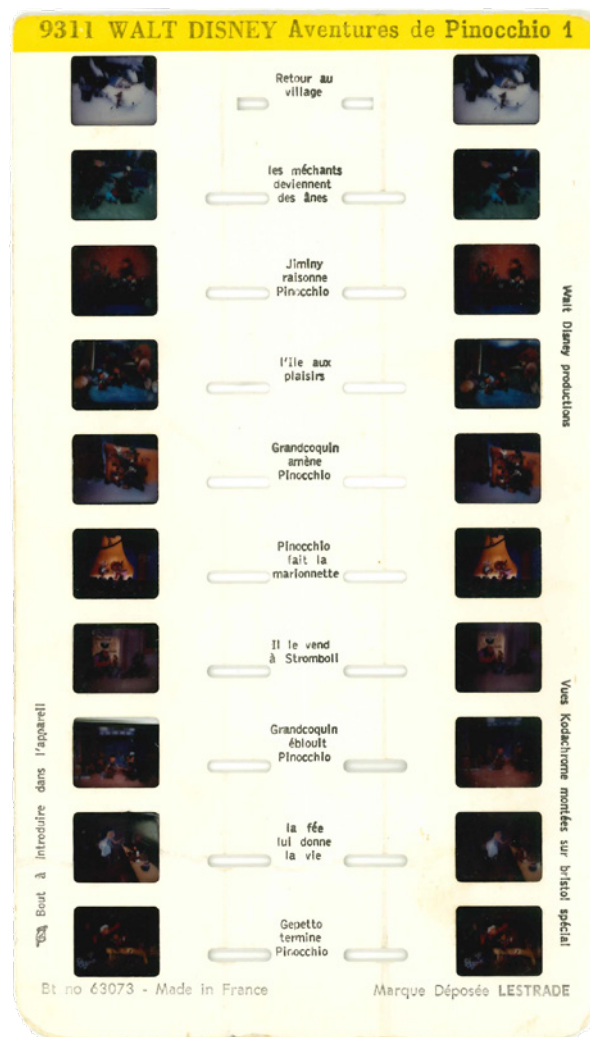 9311 WALT DISNEY Aventures de Pinocchio 1
Retour au
village
les méchants
deviennent
des ânes
Jiminy
raisonne
Pinocchio
l'Ile aux
plaisirs
Grandcoquin
amène
Pinocchio
Pinocchio
fait la
marionnette
Il le vend
à Stromboli
Grandcoquin
éblouit
Pinocchio
la fée
lui donne
la vie
Gepetto
termine
Pinocchio
Walt Disney productions
Vues Kodachrome montées sur bristol spécial
Bout à introduire dans l'appareil
Bt no 63073 - Made in France
Marque Déposée LESTRADE